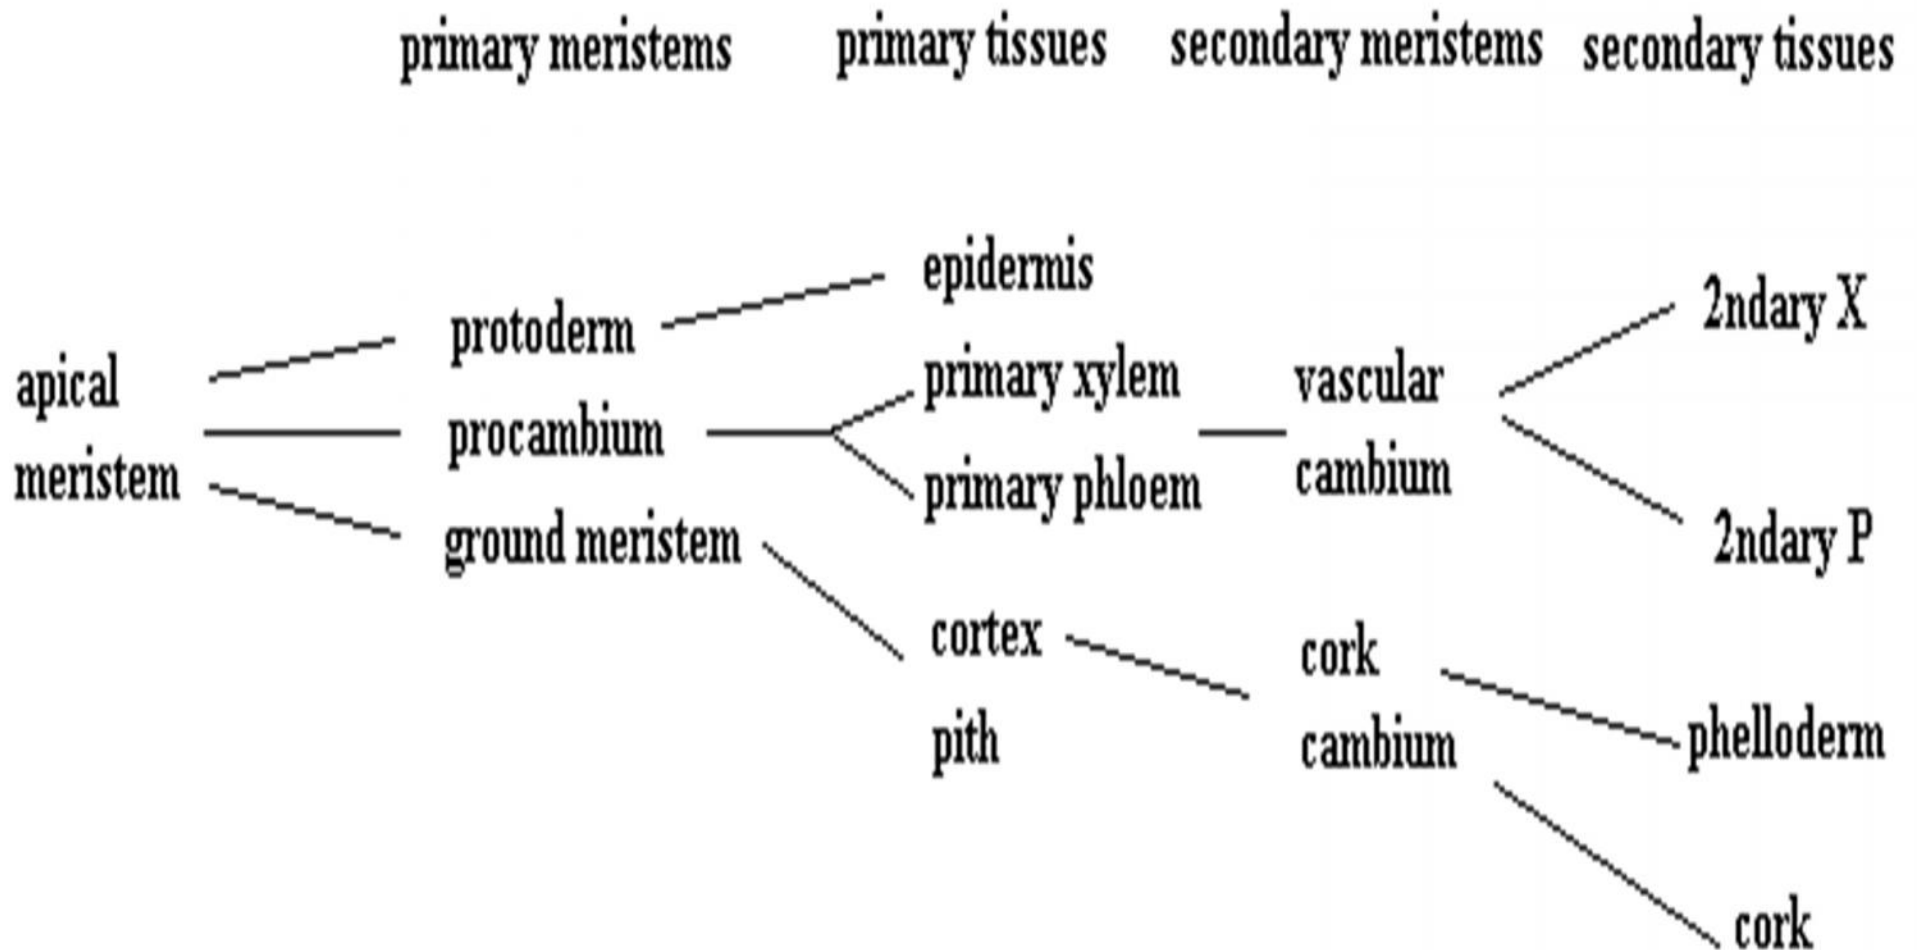 primary meristems primary tissues secondary meristems secondary tissues
epidermis
2ndary X
protoderm
primary xylem
vascular
apical
procambium
cambium
meristem
primary phloem
2ndary P
ground meristem
cortex
cork
pith
cambium
phelloderm
cork